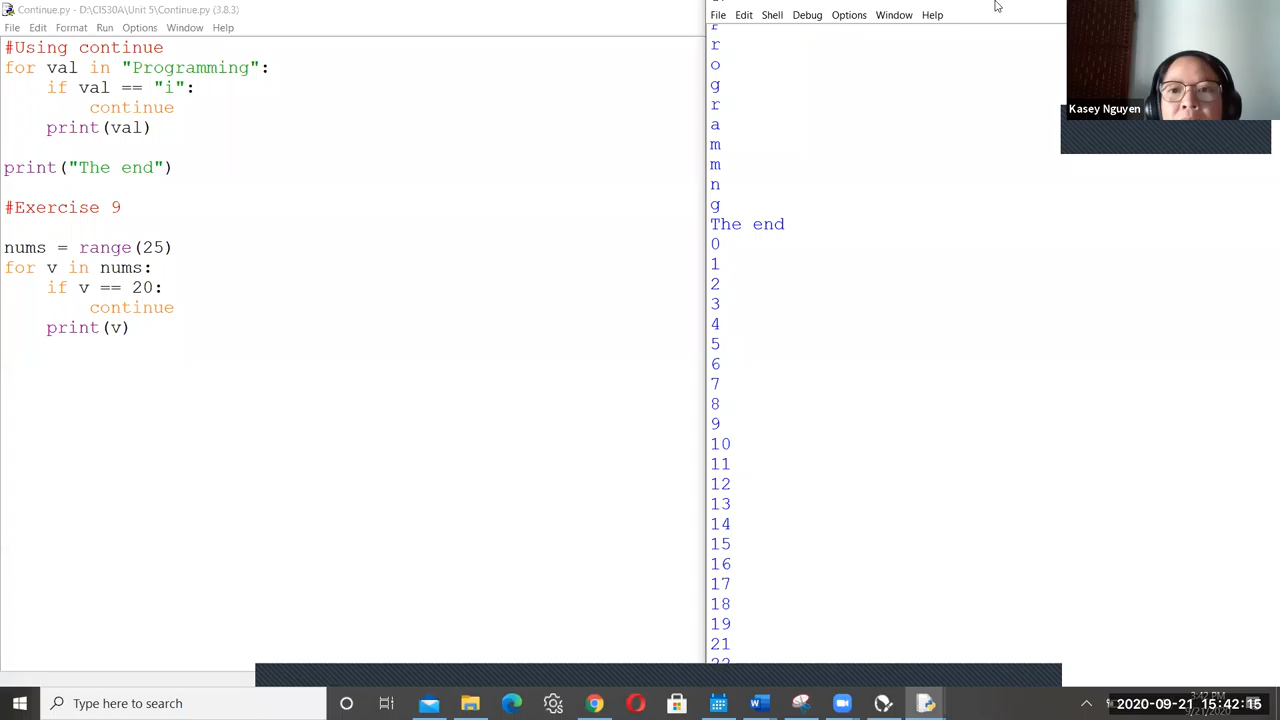 Continue.py - D:\CIS30A\Unit 5\Continue.py (3.8.3)
File Edit Format Run Options Window Help
#Using continue
for val in "Programming":
    if val == "i":
        continue
    print(val)
print("The end")
#Exercise 9
nums = range(25)
for v in nums:
    if v == 20:
        continue
    print(v)
File Edit Shell Debug Options Window Help
r
o
g
r
a
m
m
n
g
The end
0
1
2
3
4
5
6
7
8
9
10
11
12
13
14
15
16
17
18
19
21
22
Kasey Nguyen
Type here to search
3:42 PM
2020-09-21 15:42:15